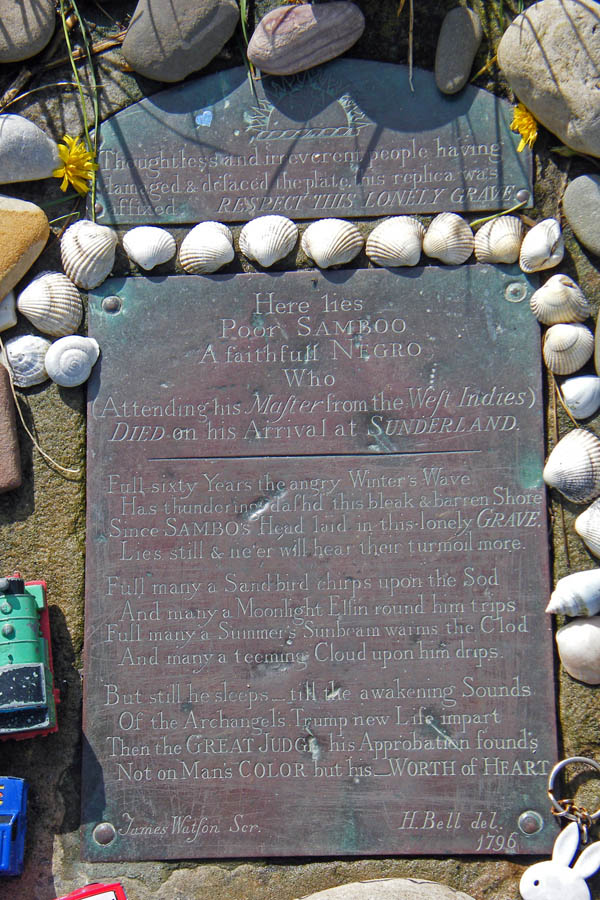 Thoughtless and irreverent people having
damaged & defaced the plate, this replica was
affixed. RESPECT THIS LONELY GRAVE
Here lies
Poor SAMBOO
A faithfull NEGRO
Who
(Attending his Maſter from the Weſt Indies)
DIED on his Arrival at SUNDERLAND.
Full sixty Years the angry Winter's Wave
Has thundering daſhd this bleak & barren Shore
Since SAMBO's Head laid in this lonely GRAVE.
Lies still & ne'er will hear their turmoil more.
Full many a Sandbird chirps upon the Sod
And many a Moonlight Elfin round him trips
Full many a Summer's Sunbeam warms the Clod
And many a teeming Cloud upon him drips.
But still he sleeps _ till the awakening Sounds
Of the Archangel's Trump new Life impart
Then the GREAT JUDGE his Approbation founds
Not on Man's COLOR but his _ WORTH of HEART
James Watſon Scr. H. Bell del.
1796